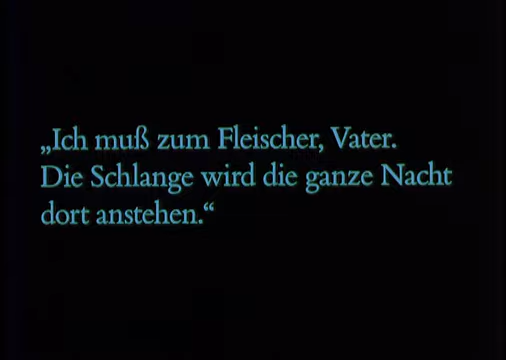 „Ich muß zum Fleischer, Vater.
Die Schlange wird die ganze Nacht
dort anstehen.“